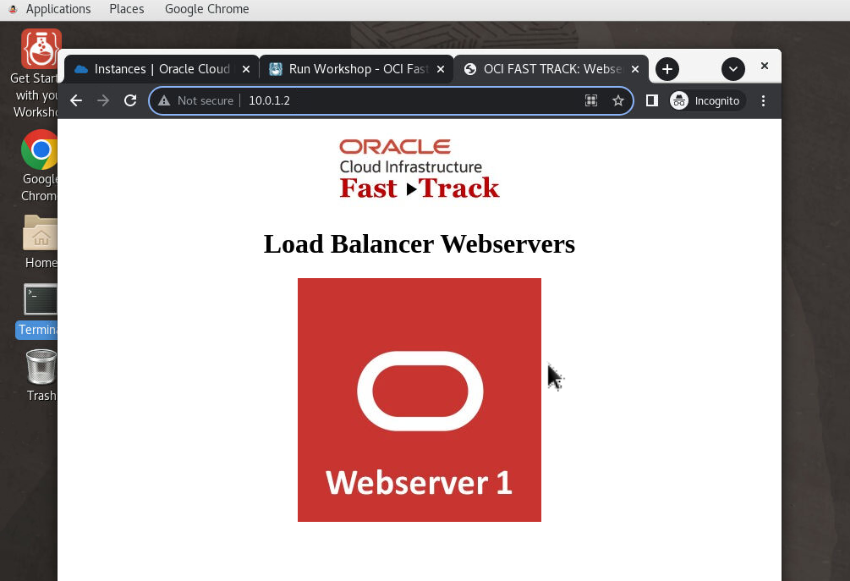 Applications Places Google Chrome
Get Star
with you
Worksho
Google
Chrom
Home
Termina
Trash
Instances | Oracle Cloud
Run Workshop - OCI Fast
OCI FAST TRACK: Webse
Not secure 10.0.1.2
Incognito
ORACLE
Cloud Infrastructure
Fast Track
Load Balancer Webservers
Webserver 1